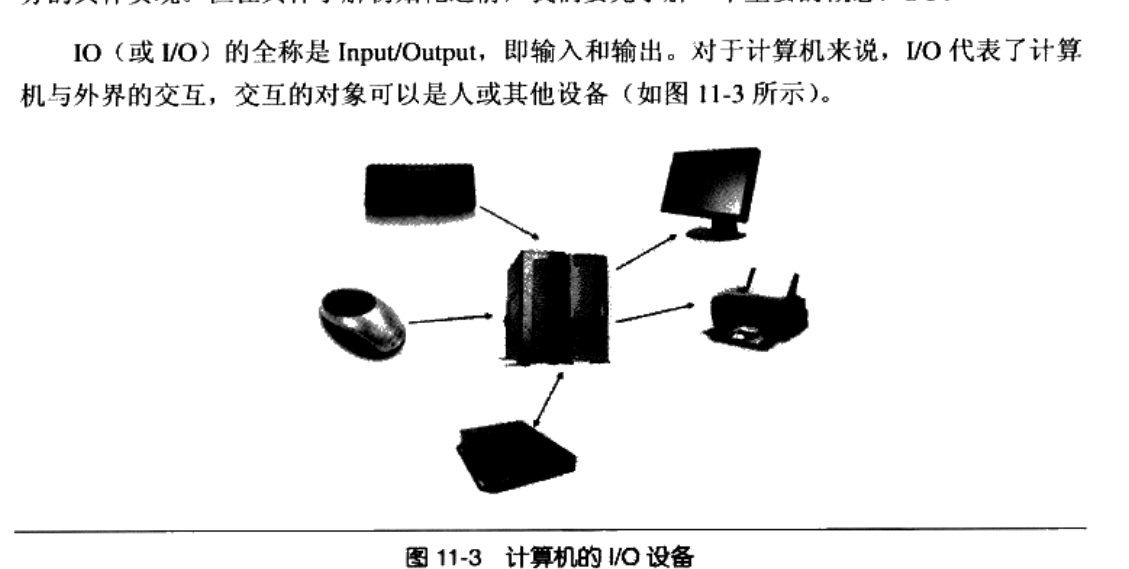 IO（或 I/O）的全称是 Input/Output，即输入和输出。对于计算机来说，I/O 代表了计算
机与外界的交互，交互的对象可以是人或其他设备（如图 11-3 所示）。
图 11-3 计算机的 I/O 设备